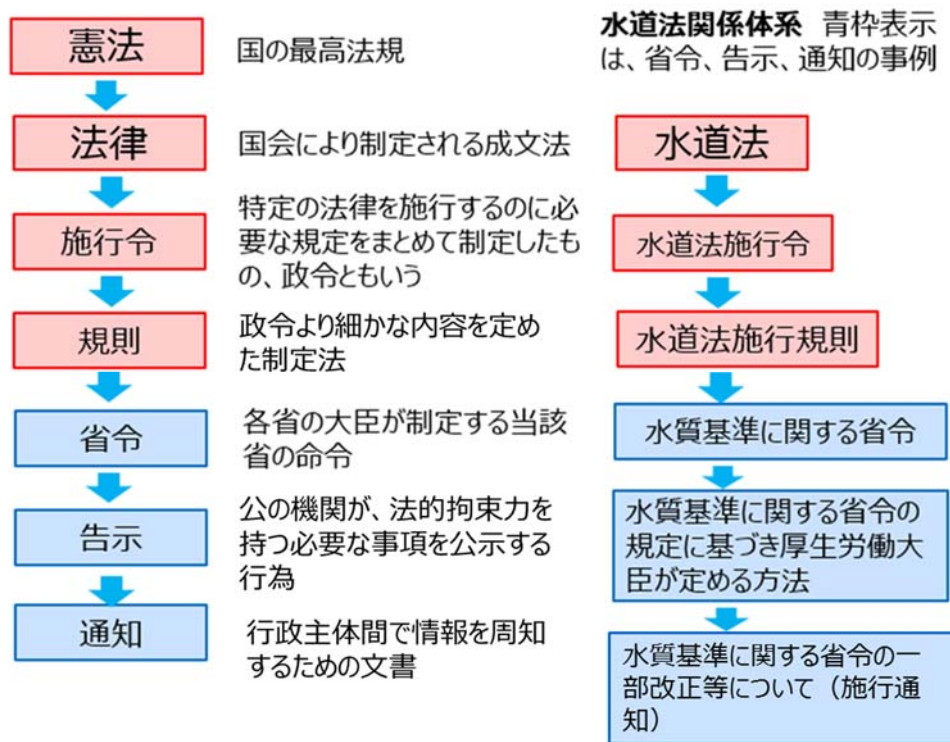 憲法
国の最高法規
水道法関係体系 青枠表示
は、省令、告示、通知の事例
法律
国会により制定される成文法
水道法
施行令
特定の法律を施行するのに必
要な規定をまとめて制定したも
の、政令ともいう
水道法施行令
規則
政令より細かな内容を定め
た制定法
水道法施行規則
省令
各省の大臣が制定する当該
省の命令
水質基準に関する省令
告示
公の機関が、法的拘束力を
持つ必要な事項を公示する
行為
水質基準に関する省令の
規定に基づき厚生労働大
臣が定める方法
通知
行政主体間で情報を周知
するための文書
水質基準に関する省令の一
部改正等について（施行通
知）